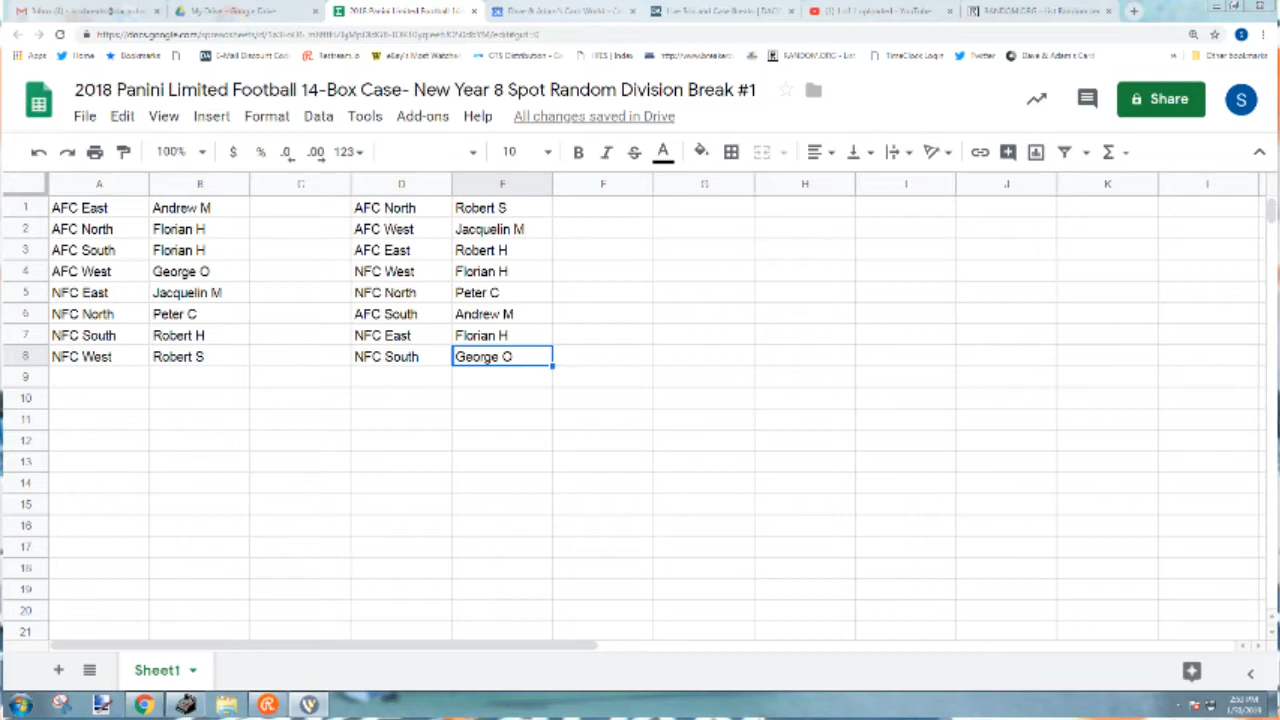 My Drive - Google Drive
2018 Panini Limited Football 14-Box Case- New Year 8 Spot Random Division Break #1
File Edit View Insert Format Data Tools Add-ons Help All changes saved in Drive
Share
S
100% $ % .0 .00 123 10 B I S A
A B C D E F G H I J K
1 AFC East Andrew M AFC North Robert S
2 AFC North Florian H AFC West Jacquelin M
3 AFC South Florian H AFC East Robert H
4 AFC West George O NFC West Florian H
5 NFC East Jacquelin M NFC North Peter C
6 NFC North Peter C AFC South Andrew M
7 NFC South Robert H NFC East Florian H
8 NFC West Robert S NFC South George O
9
10
11
12
13
14
15
16
17
18
19
20
21
Sheet1